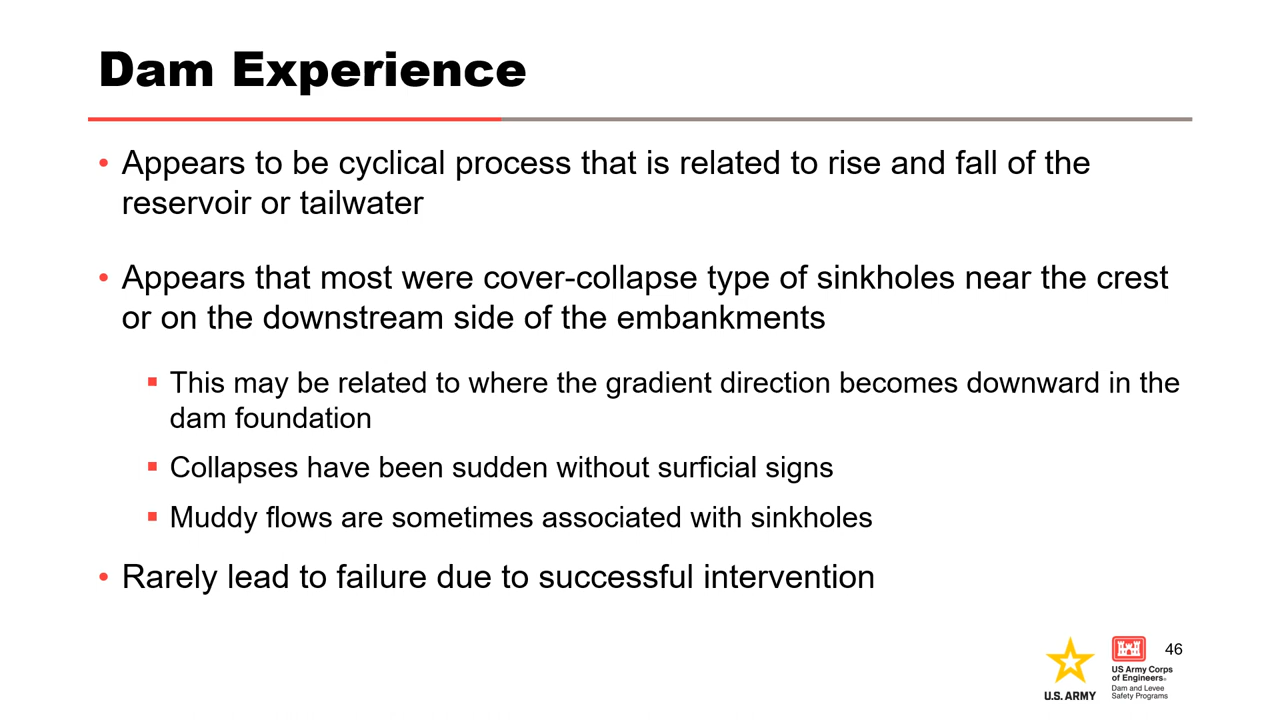 Dam Experience
• Appears to be cyclical process that is related to rise and fall of the
reservoir or tailwater
• Appears that most were cover-collapse type of sinkholes near the crest
or on the downstream side of the embankments
▪ This may be related to where the gradient direction becomes downward in the
dam foundation
▪ Collapses have been sudden without surficial signs
▪ Muddy flows are sometimes associated with sinkholes
• Rarely lead to failure due to successful intervention
46
U.S. ARMY
US Army Corps
of Engineers®
Dam and Levee
Safety Programs